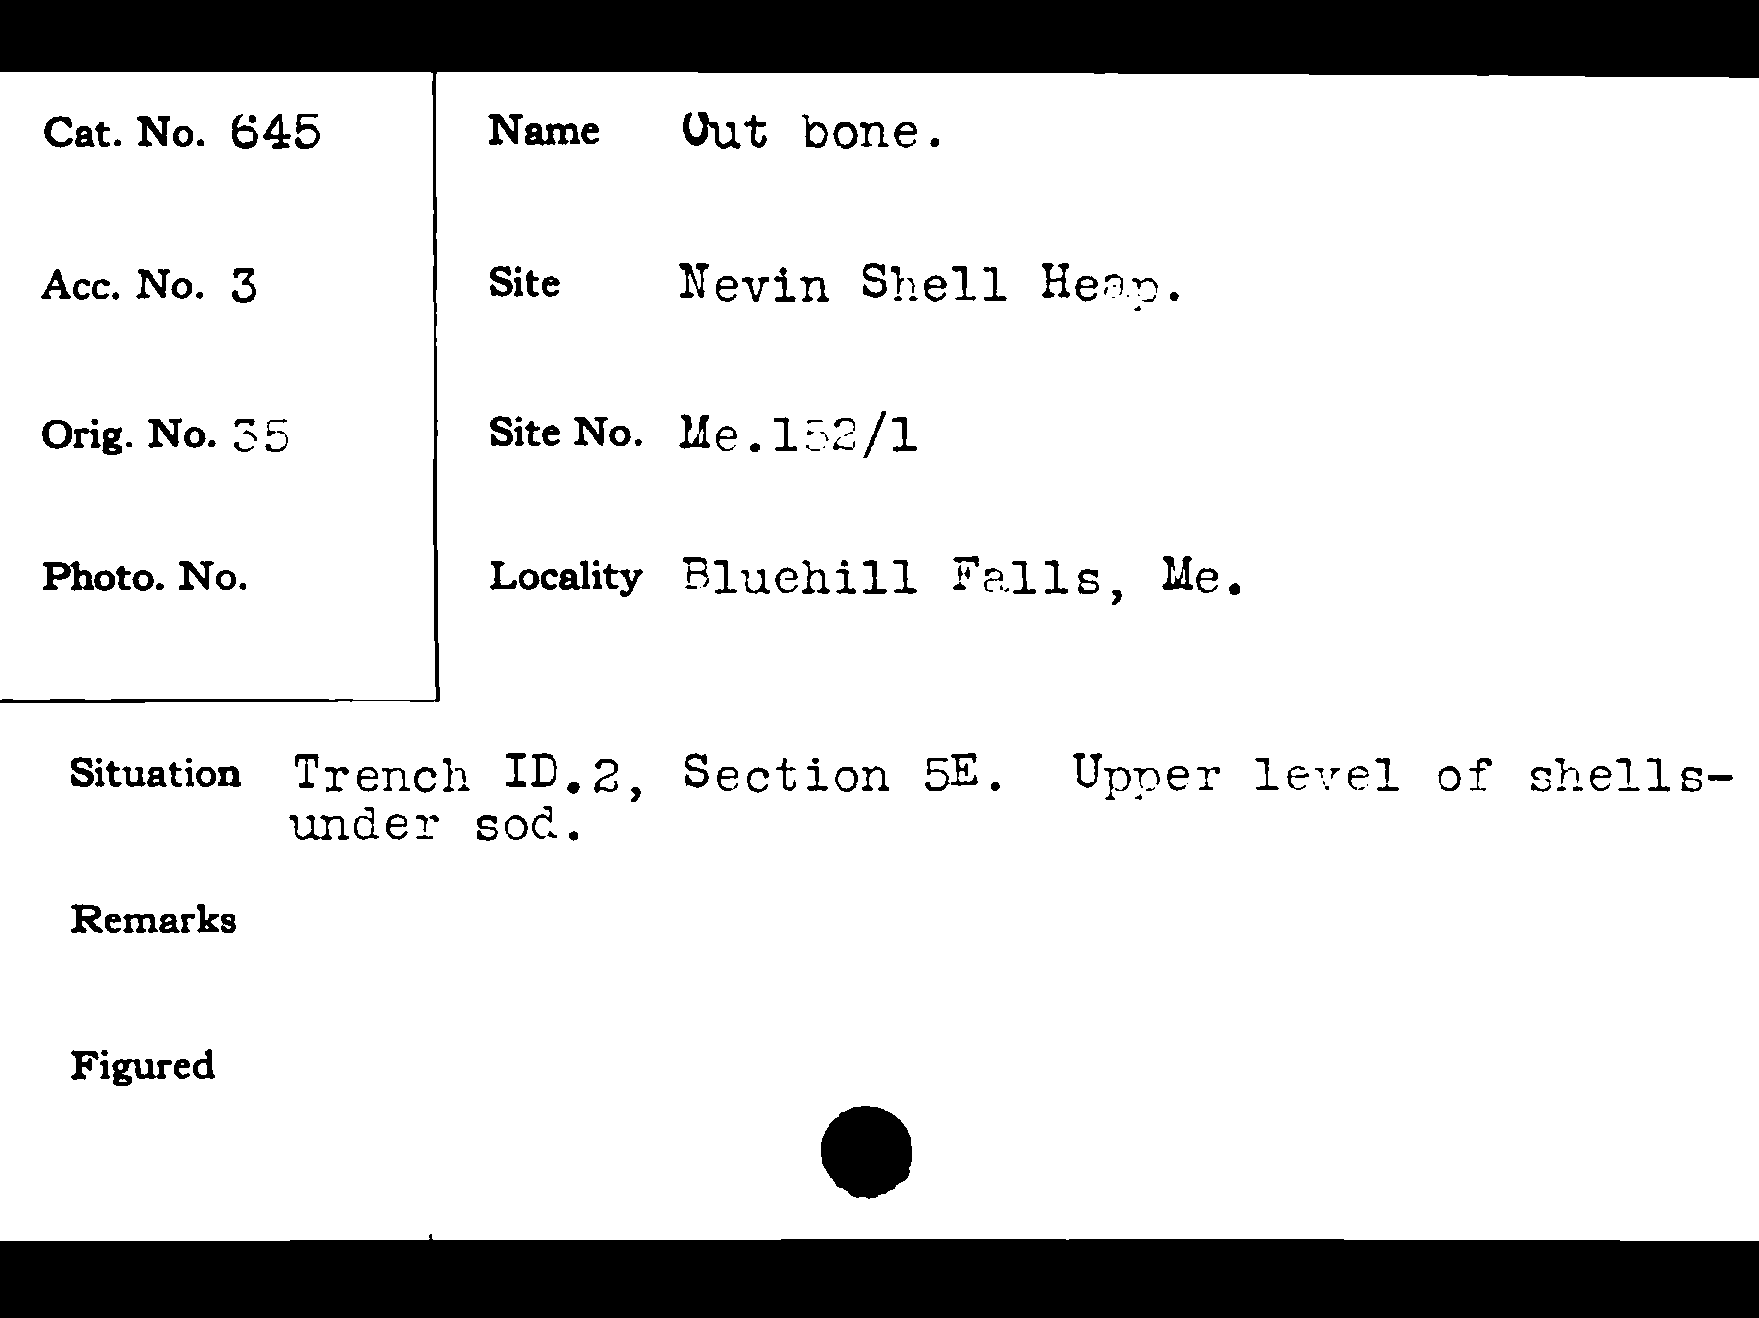 Cat. No. 645
Name Cut bone.
Acc. No. 3
Site Nevin Shell Heap.
Orig. No. 35
Site No. Me.152/1
Photo. No.
Locality Bluehill Falls, Me.
Situation Trench ID.2, Section 5E. Upper level of shells-
under sod.
Remarks
Figured